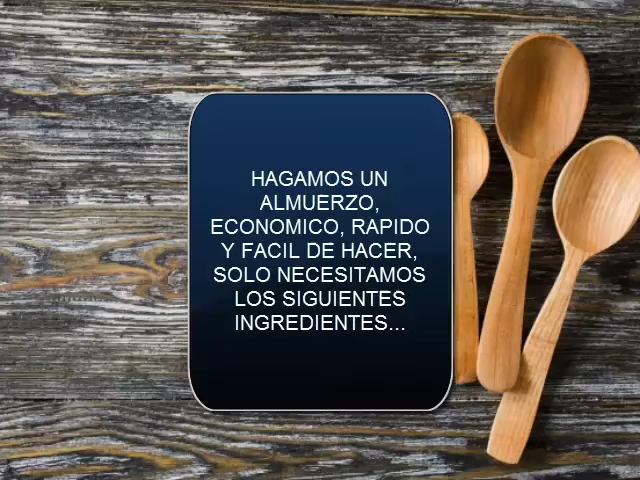 HAGAMOS UN
ALMUERZO,
ECONOMICO, RAPIDO
Y FACIL DE HACER,
SOLO NECESITAMOS
LOS SIGUIENTES
INGREDIENTES...